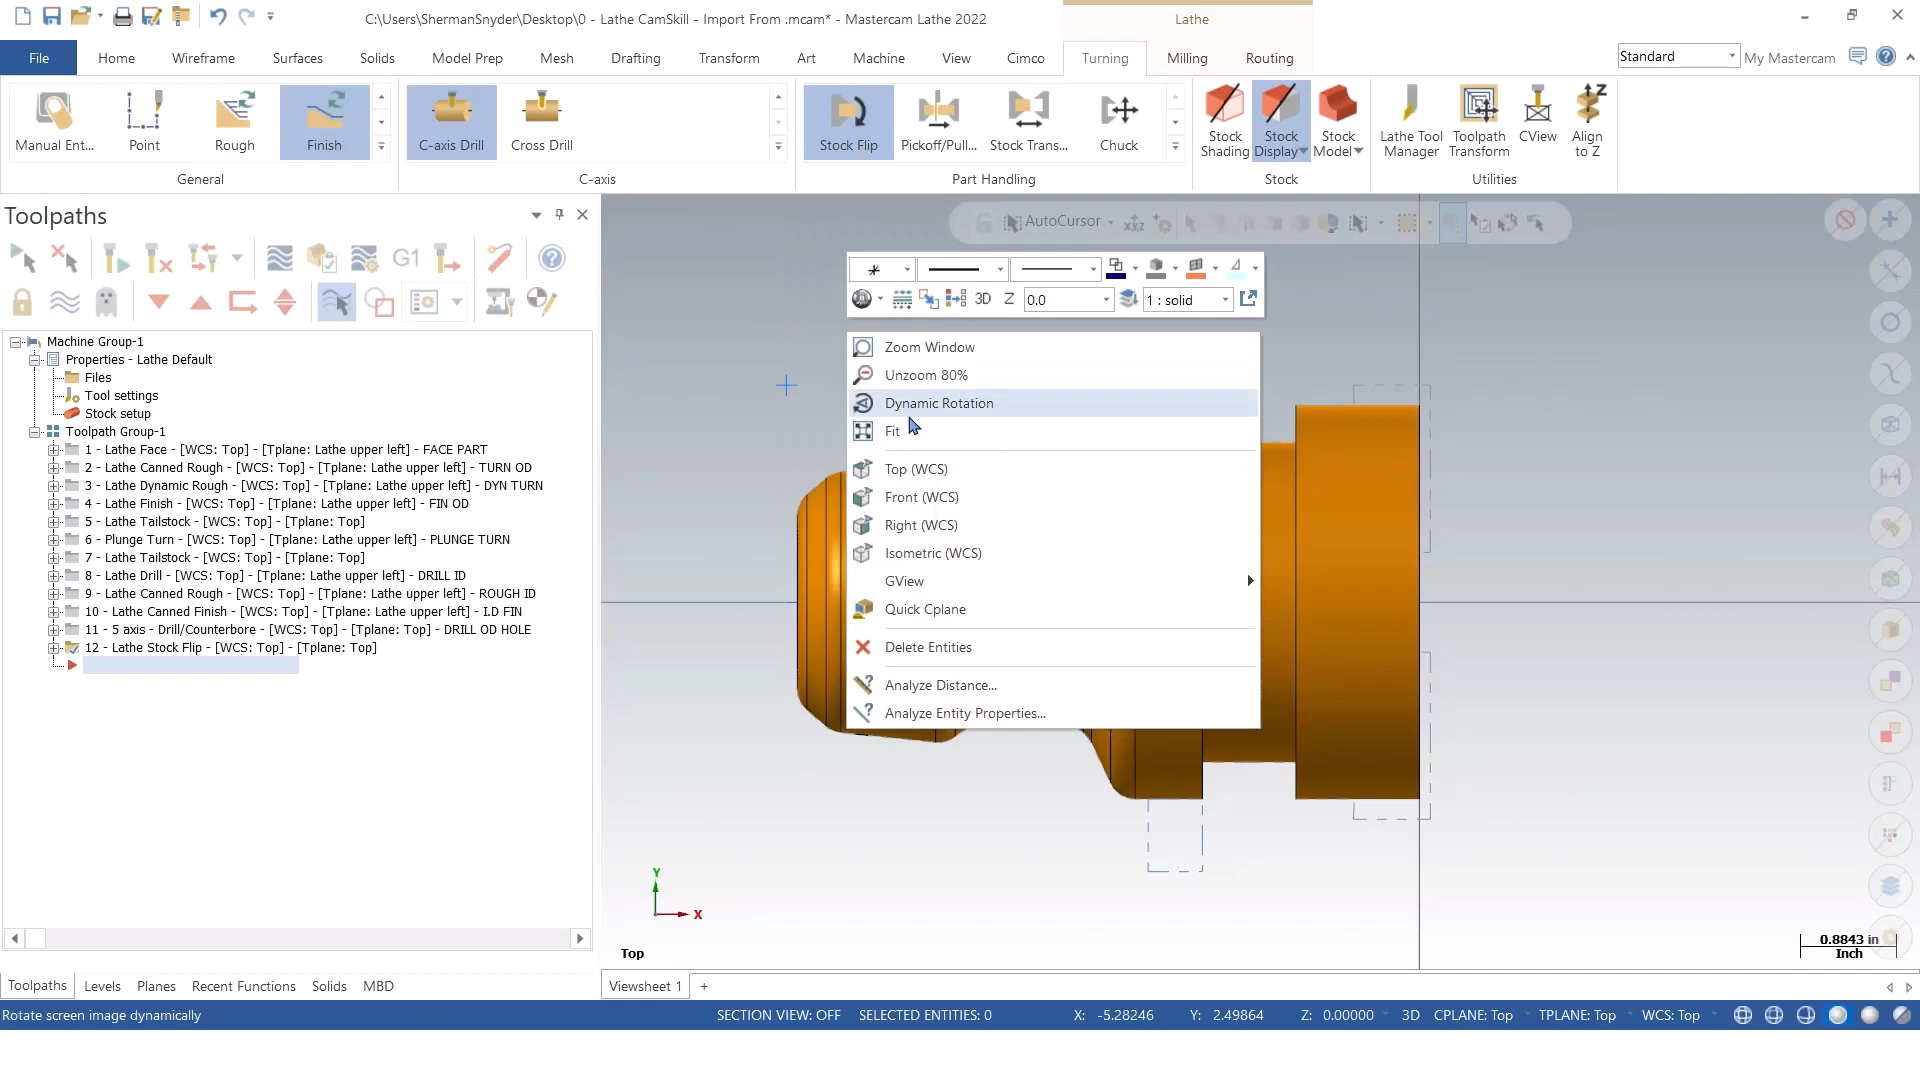 C:\Users\ShermanSnyder\Desktop\0 - Lathe CamSkill - Import From .mcam* - Mastercam Lathe 2022
Lathe
File
Home
Wireframe
Surfaces
Solids
Model Prep
Mesh
Drafting
Transform
Art
Machine
View
Cimco
Turning
Milling
Routing
Standard
My Mastercam
Manual Ent...
Point
Rough
Finish
C-axis Drill
Cross Drill
Stock Flip
Pickoff/Pull...
Stock Trans...
Chuck
Stock
Shading
Stock
Display
Stock
Model
Lathe Tool
Manager
Toolpath
Transform
CView
Align
to Z
General
C-axis
Part Handling
Stock
Utilities
Toolpaths
G1
AutoCursor
3D
Z
0.0
1 : solid
Machine Group-1
Properties - Lathe Default
Files
Tool settings
Stock setup
Toolpath Group-1
1 - Lathe Face - [WCS: Top] - [Tplane: Lathe upper left] - FACE PART
2 - Lathe Canned Rough - [WCS: Top] - [Tplane: Lathe upper left] - TURN OD
3 - Lathe Dynamic Rough - [WCS: Top] - [Tplane: Lathe upper left] - DYN TURN
4 - Lathe Finish - [WCS: Top] - [Tplane: Lathe upper left] - FIN OD
5 - Lathe Tailstock - [WCS: Top] - [Tplane: Top]
6 - Plunge Turn - [WCS: Top] - [Tplane: Lathe upper left] - PLUNGE TURN
7 - Lathe Tailstock - [WCS: Top] - [Tplane: Top]
8 - Lathe Drill - [WCS: Top] - [Tplane: Lathe upper left] - DRILL ID
9 - Lathe Canned Rough - [WCS: Top] - [Tplane: Lathe upper left] - ROUGH ID
10 - Lathe Canned Finish - [WCS: Top] - [Tplane: Lathe upper left] - I.D FIN
11 - 5 axis - Drill/Counterbore - [WCS: Top] - [Tplane: Top] - DRILL OD HOLE
12 - Lathe Stock Flip - [WCS: Top] - [Tplane: Top]
Zoom Window
Unzoom 80%
Dynamic Rotation
Fit
Top (WCS)
Front (WCS)
Right (WCS)
Isometric (WCS)
GView
Quick Cplane
Delete Entities
Analyze Distance...
Analyze Entity Properties...
Y
X
Top
0.8843 in
Inch
Toolpaths
Levels
Planes
Recent Functions
Solids
MBD
Viewsheet 1
+
Rotate screen image dynamically
SECTION VIEW: OFF
SELECTED ENTITIES: 0
X: -5.28246
Y: 2.49864
Z: 0.00000
3D
CPLANE: Top
TPLANE: Top
WCS: Top